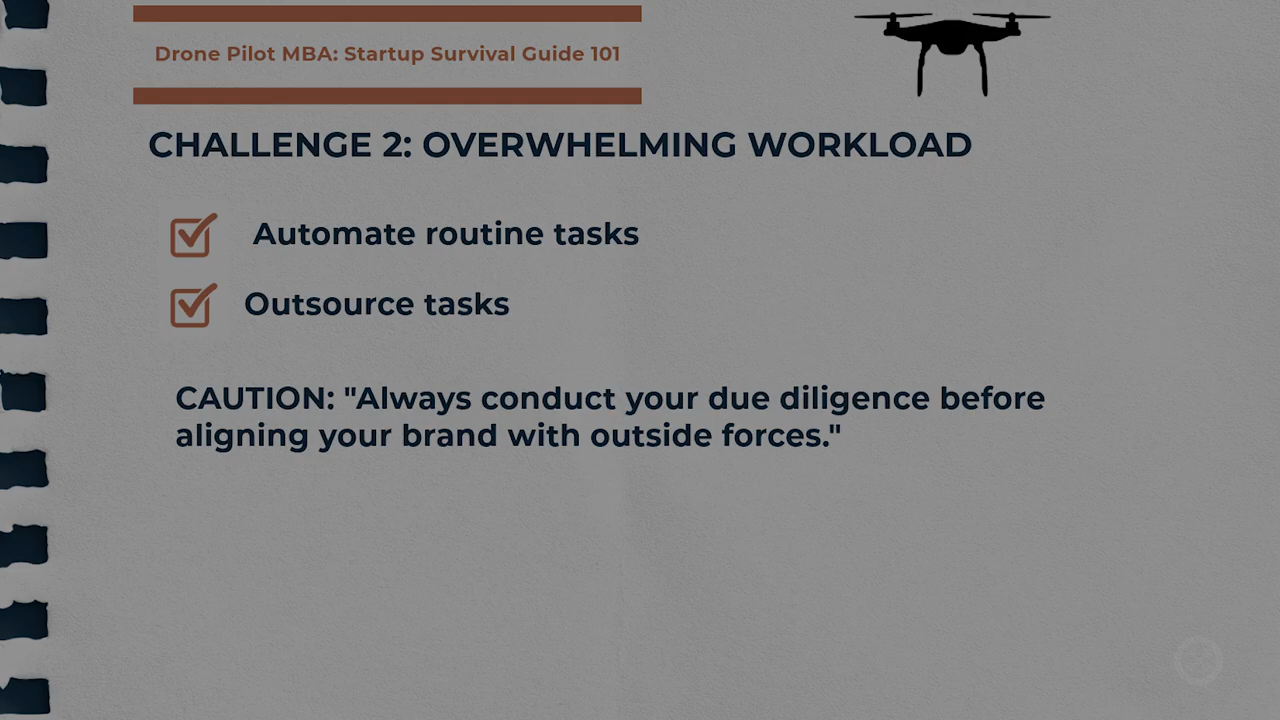 Drone Pilot MBA: Startup Survival Guide 101
CHALLENGE 2: OVERWHELMING WORKLOAD
Automate routine tasks
Outsource tasks
CAUTION: "Always conduct your due diligence before
aligning your brand with outside forces."